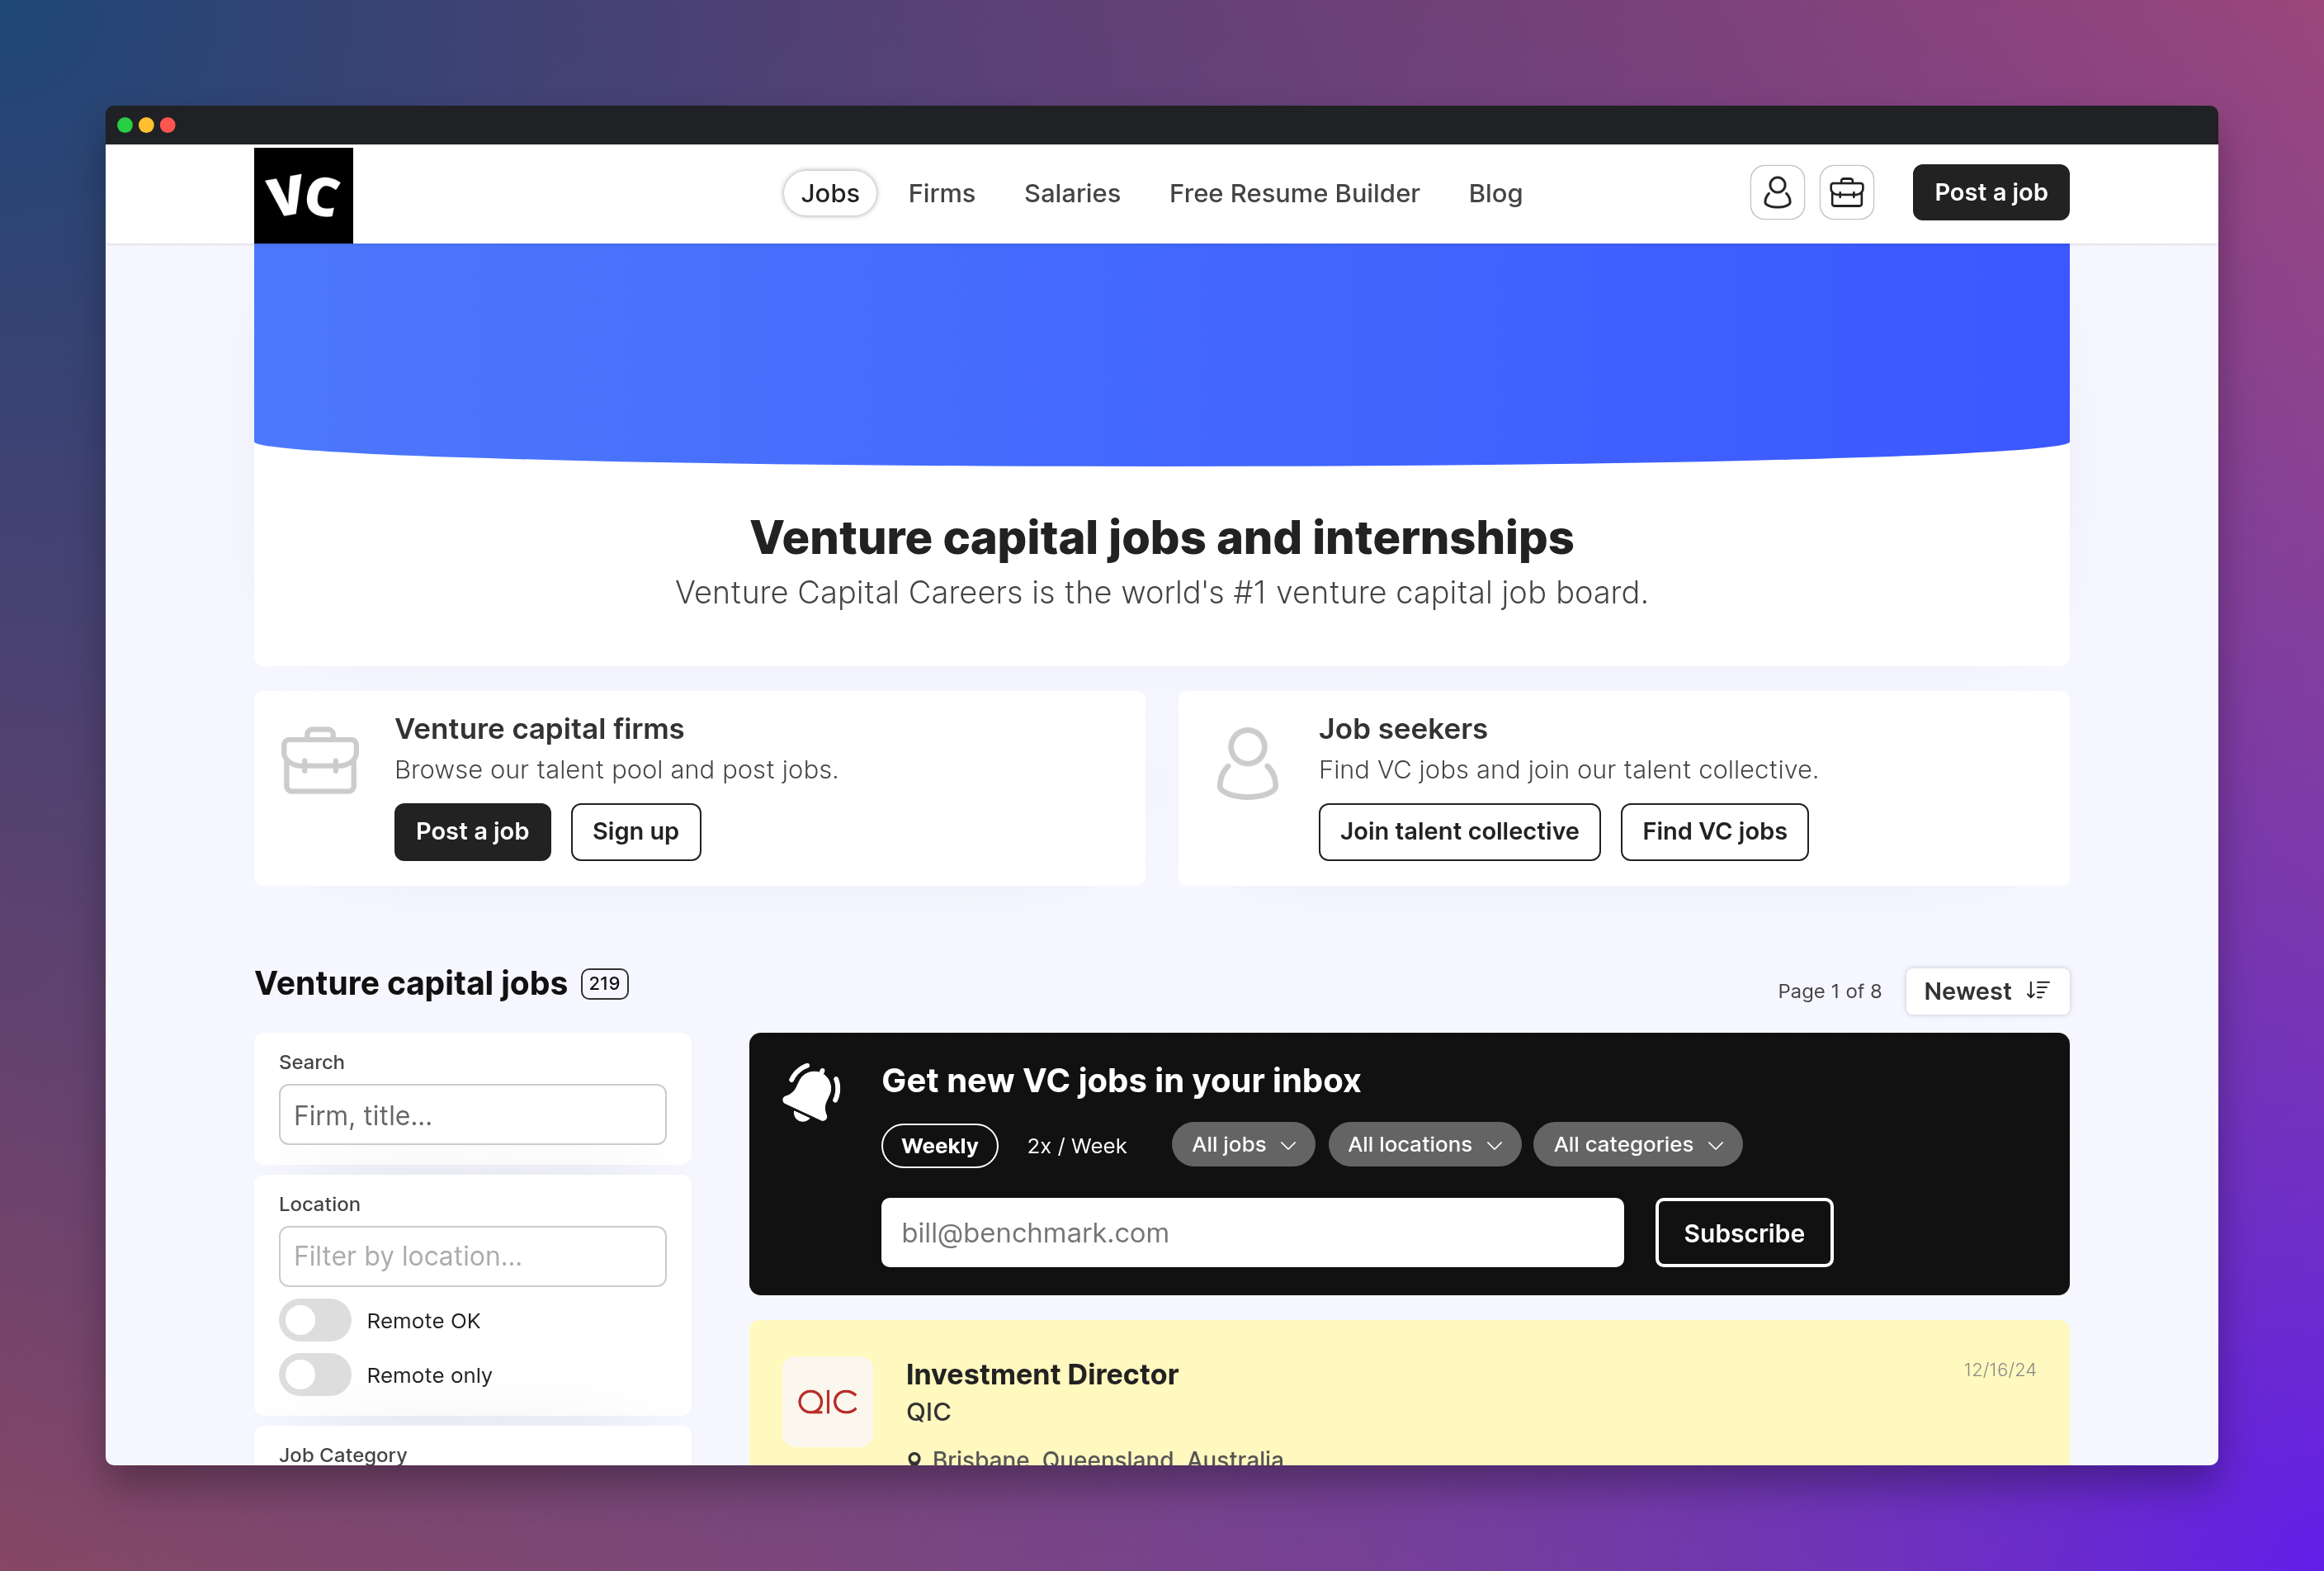 VC
Jobs Firms Salaries Free Resume Builder Blog Post a job
Venture capital jobs and internships
Venture Capital Careers is the world's #1 venture capital job board.
Venture capital firms
Browse our talent pool and post jobs.
Post a job Sign up
Job seekers
Find VC jobs and join our talent collective.
Join talent collective Find VC jobs
Venture capital jobs 219
Page 1 of 8 Newest
Search
Firm, title...
Location
Filter by location...
Remote OK
Remote only
Job Category
Get new VC jobs in your inbox
Weekly 2x / Week All jobs All locations All categories
bill@benchmark.com Subscribe
Investment Director 12/16/24
QIC
QIC
Brisbane, Queensland, Australia